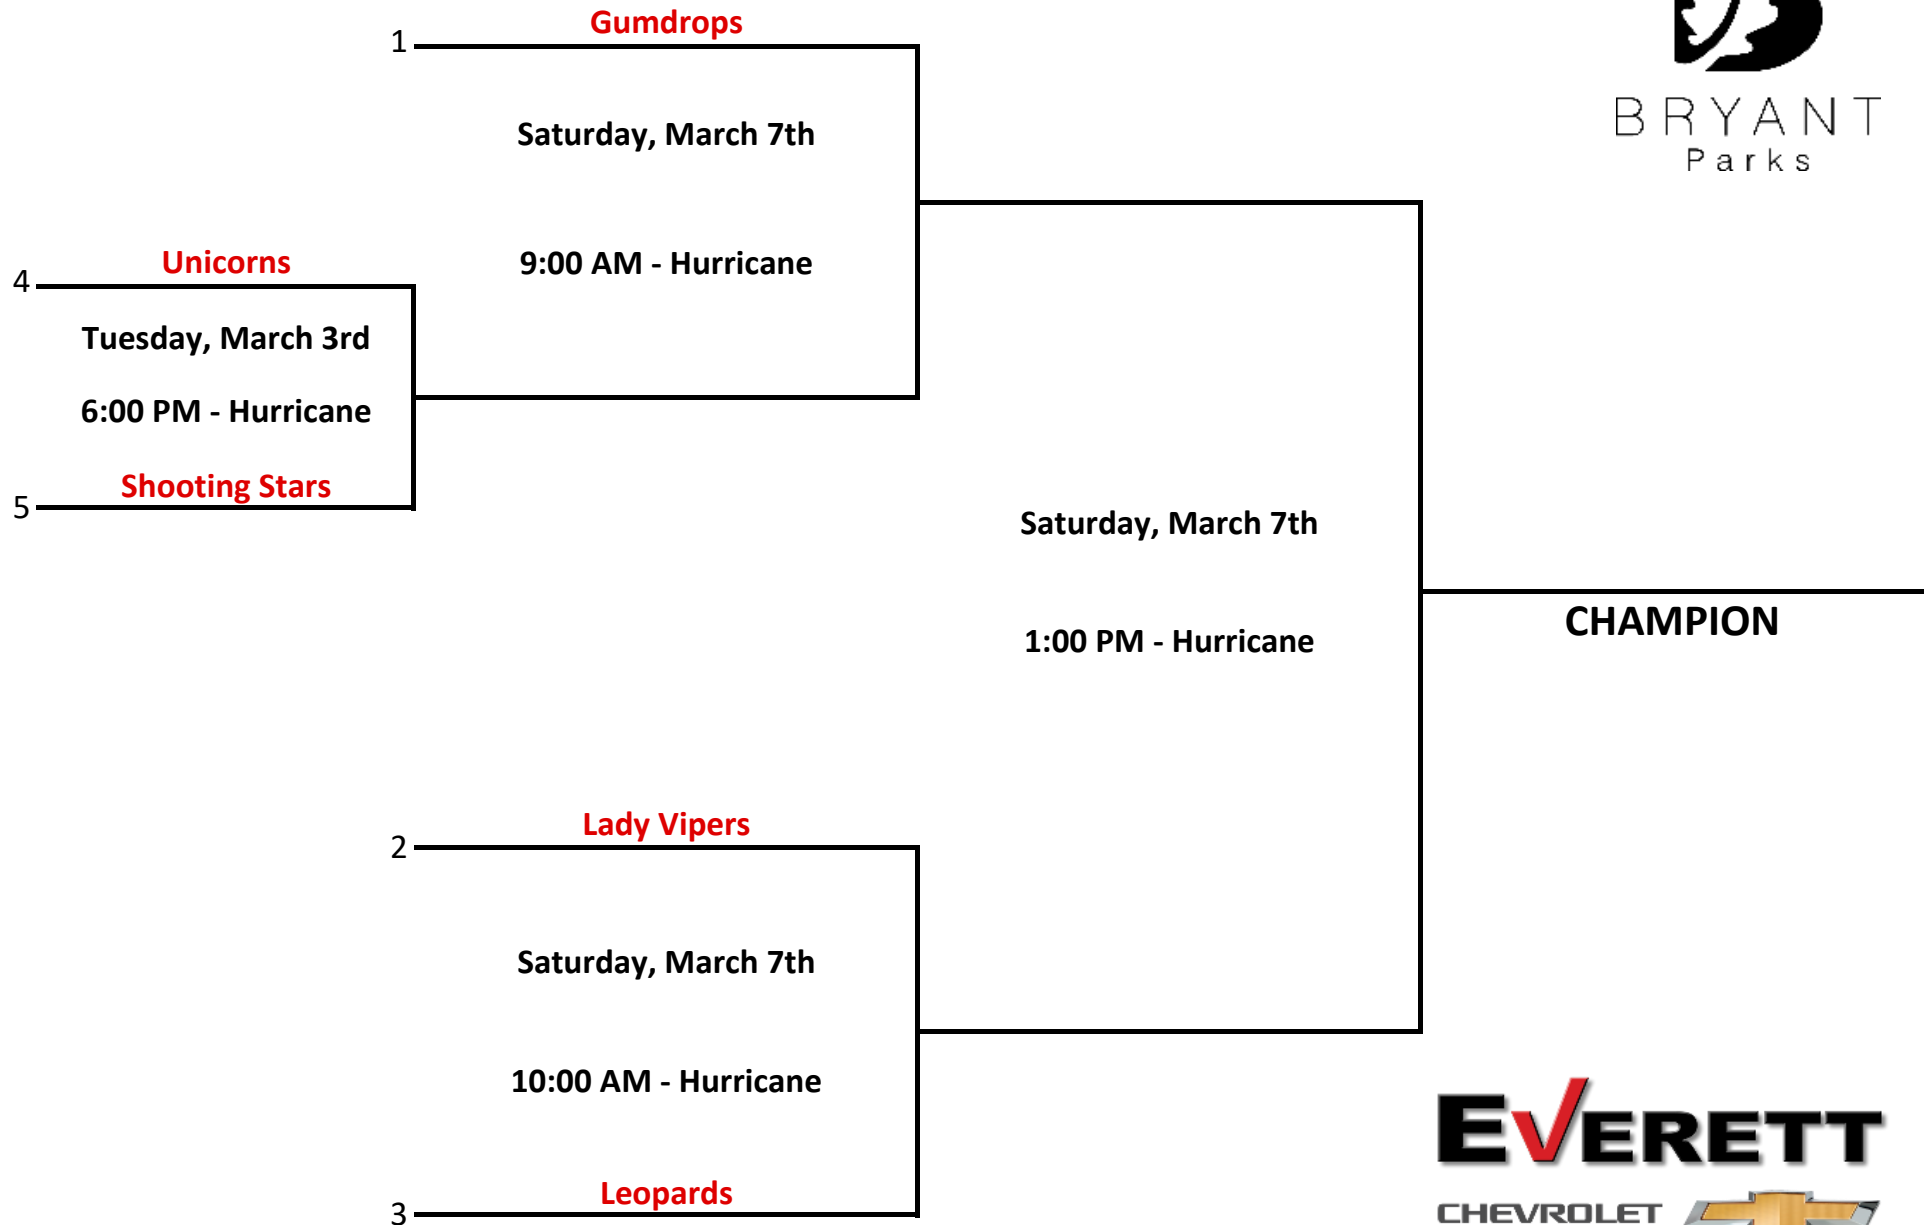 Gumdrops
1
Saturday, March 7th
9:00 AM - Hurricane
BRYANT
Parks
Unicorns
4
Tuesday, March 3rd
6:00 PM - Hurricane
Shooting Stars
5
Saturday, March 7th
1:00 PM - Hurricane
CHAMPION
Lady Vipers
2
Saturday, March 7th
10:00 AM - Hurricane
Leopards
3
EVERETT
CHEVROLET